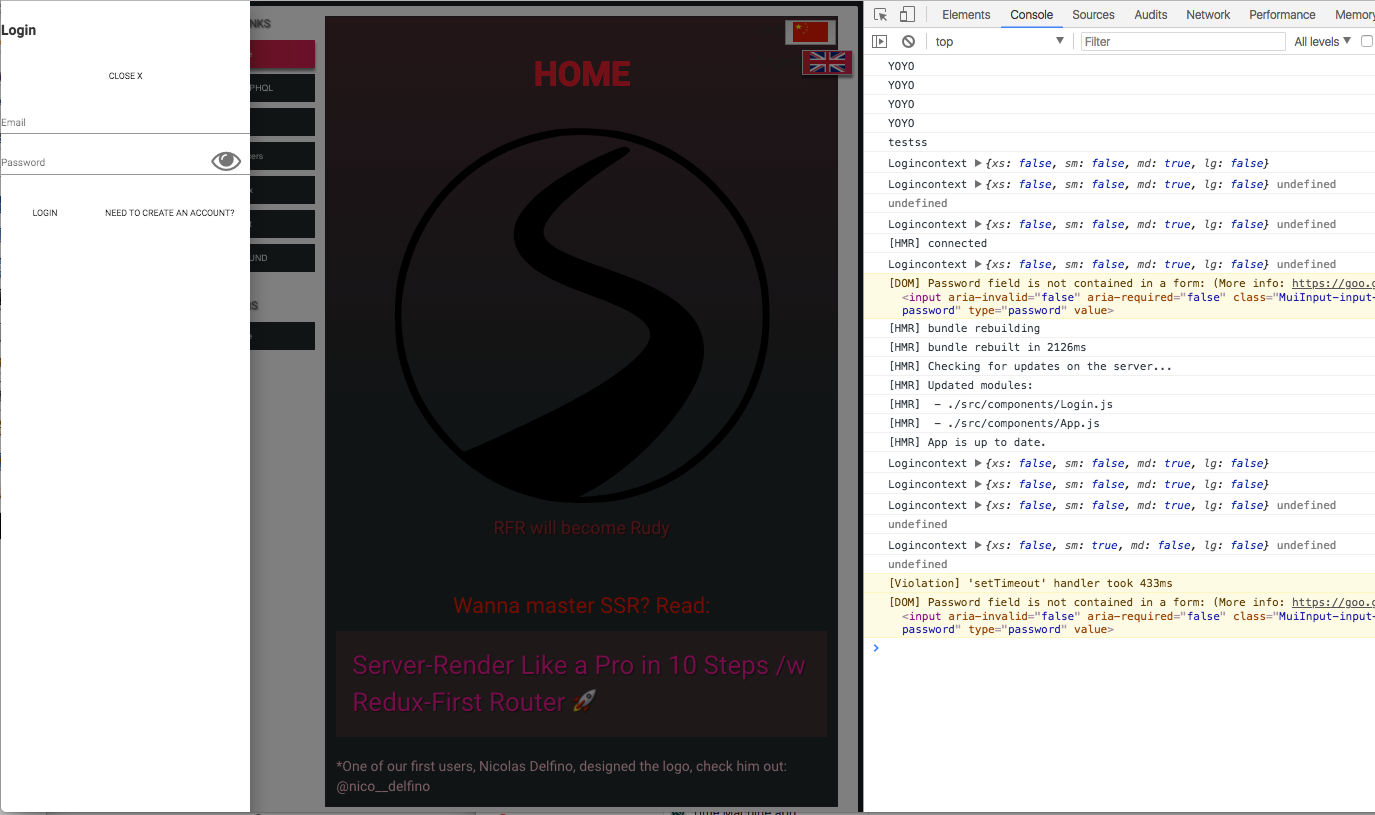 Login
CLOSE X
Email
Password
LOGIN NEED TO CREATE AN ACCOUNT?
HOME
RFR will become Rudy
Wanna master SSR? Read:
Server-Render Like a Pro in 10 Steps /w
Redux-First Router 🚀
*One of our first users, Nicolas Delfino, designed the logo, check him out:
@nico__delfino
Elements Console Sources Audits Network Performance Memory
top Filter All levels
YOYO
YOYO
YOYO
YOYO
testss
Logincontext ▶{xs: false, sm: false, md: true, lg: false}
Logincontext ▶{xs: false, sm: false, md: true, lg: false} undefined
undefined
Logincontext ▶{xs: false, sm: false, md: true, lg: false} undefined
[HMR] connected
Logincontext ▶{xs: false, sm: false, md: true, lg: false} undefined
[DOM] Password field is not contained in a form: (More info: https://goo.g
<input aria-invalid="false" aria-required="false" class="MuiInput-input-
password" type="password" value>
[HMR] bundle rebuilding
[HMR] bundle rebuilt in 2126ms
[HMR] Checking for updates on the server...
[HMR] Updated modules:
[HMR]  - ./src/components/Login.js
[HMR]  - ./src/components/App.js
[HMR] App is up to date.
Logincontext ▶{xs: false, sm: false, md: true, lg: false}
Logincontext ▶{xs: false, sm: false, md: true, lg: false}
Logincontext ▶{xs: false, sm: false, md: true, lg: false} undefined
undefined
Logincontext ▶{xs: false, sm: true, md: false, lg: false} undefined
undefined
[Violation] 'setTimeout' handler took 433ms
[DOM] Password field is not contained in a form: (More info: https://goo.g
<input aria-invalid="false" aria-required="false" class="MuiInput-input-
password" type="password" value>